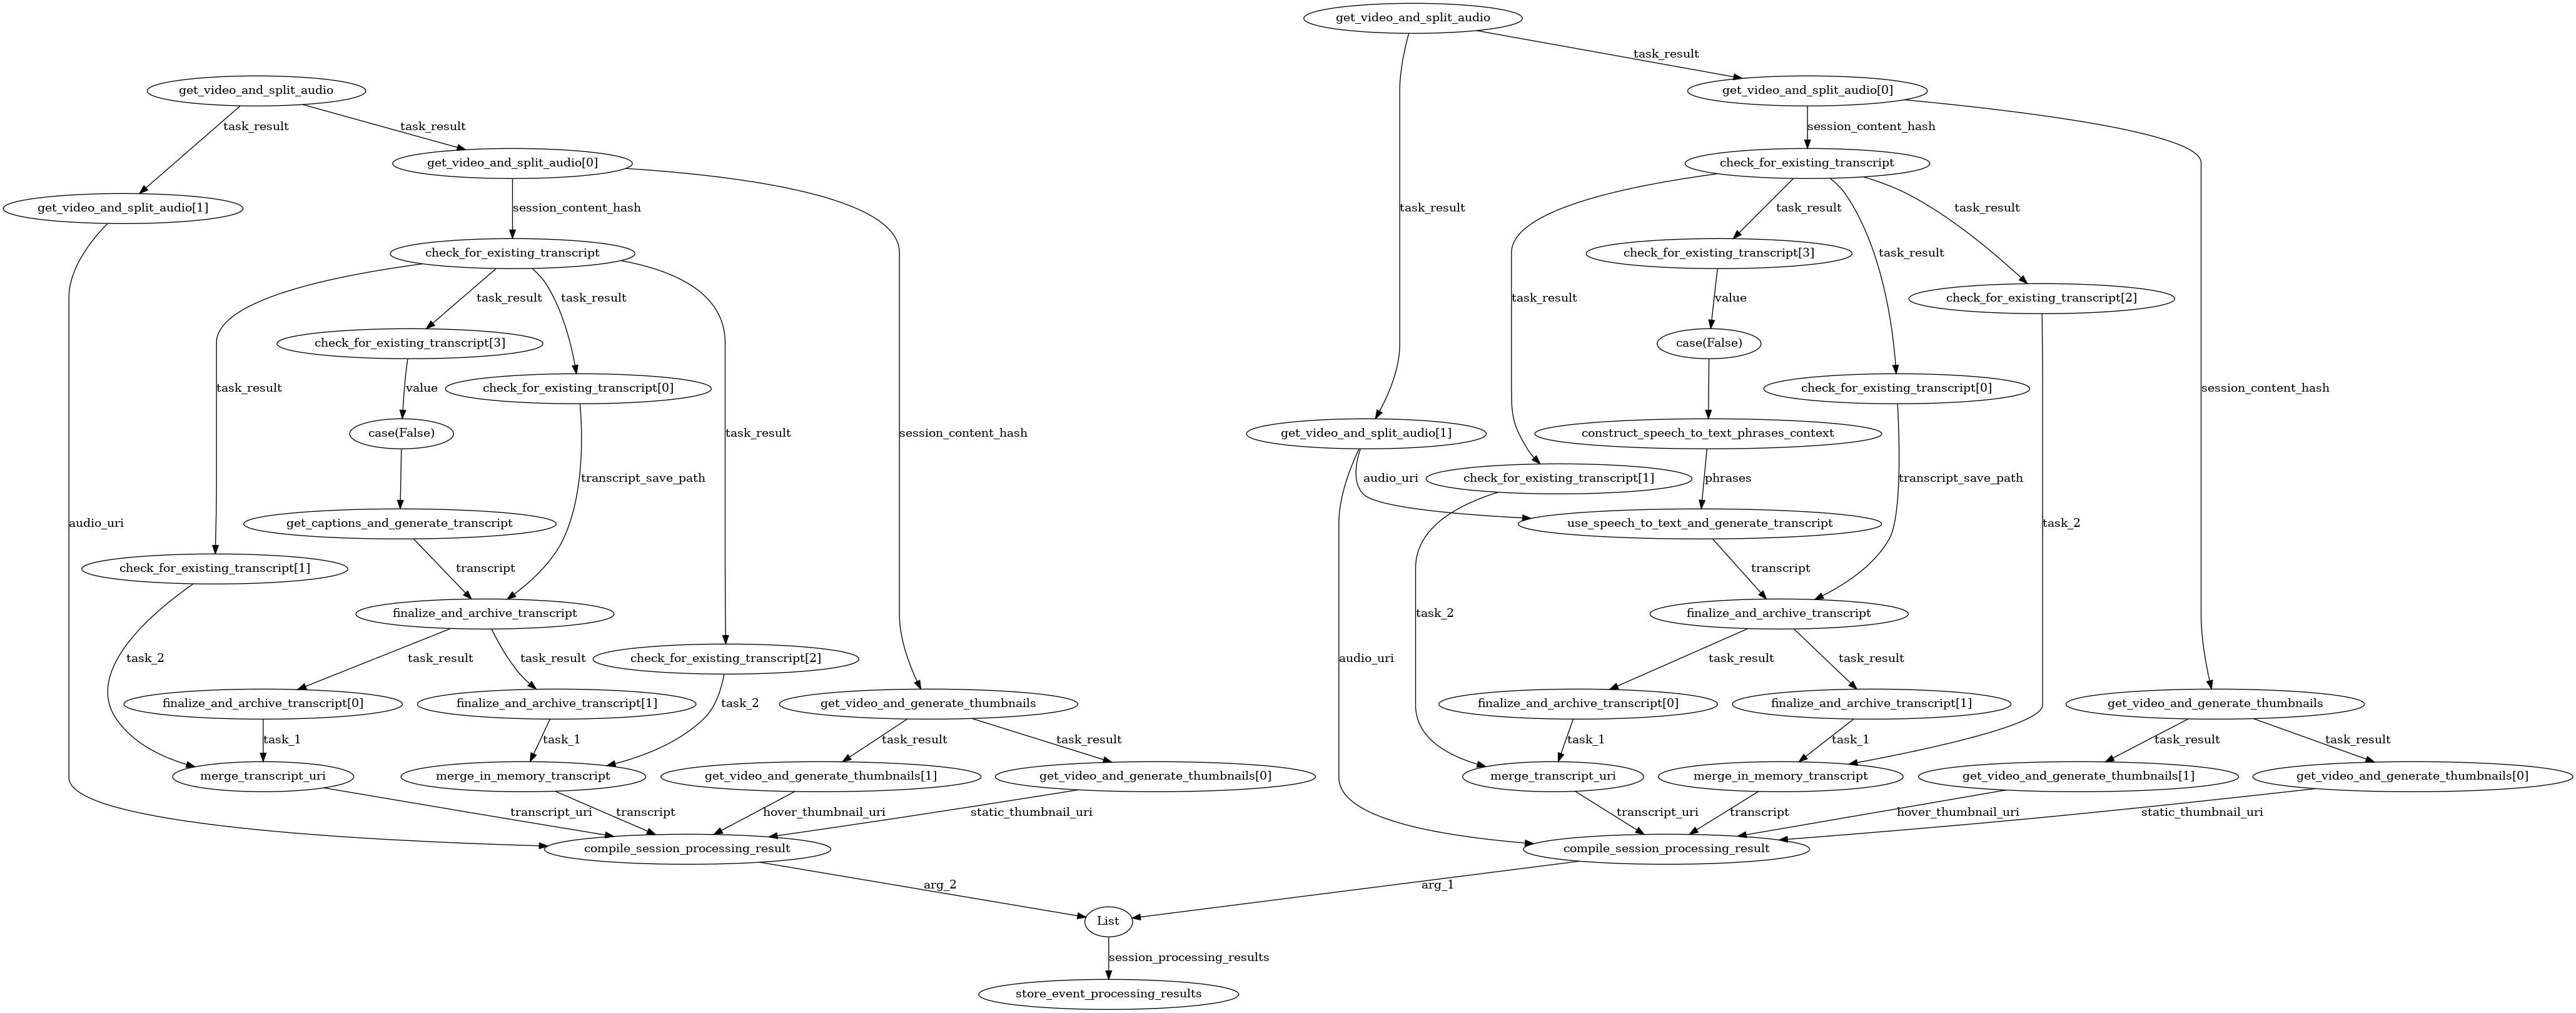 get_video_and_split_audio
task_result
get_video_and_split_audio
get_video_and_split_audio[0]
task_result
task_result
session_content_hash
get_video_and_split_audio[0]
check_for_existing_transcript
get_video_and_split_audio[1]
session_content_hash
task_result
task_result
task_result
check_for_existing_transcript
check_for_existing_transcript[3]
task_result
task_result
task_result
task_result
value
check_for_existing_transcript[2]
check_for_existing_transcript[3]
case(False)
value
check_for_existing_transcript[0]
task_result
check_for_existing_transcript[0]
session_content_hash
case(False)
task_result
session_content_hash
get_video_and_split_audio[1]
construct_speech_to_text_phrases_context
transcript_save_path
audio_uri
check_for_existing_transcript[1]
phrases
transcript_save_path
audio_uri
get_captions_and_generate_transcript
use_speech_to_text_and_generate_transcript
task_2
check_for_existing_transcript[1]
transcript
transcript
finalize_and_archive_transcript
task_2
finalize_and_archive_transcript
task_2
task_result
task_result
check_for_existing_transcript[2]
audio_uri
task_result
task_result
finalize_and_archive_transcript[0]
finalize_and_archive_transcript[1]
task_2
get_video_and_generate_thumbnails
finalize_and_archive_transcript[0]
finalize_and_archive_transcript[1]
get_video_and_generate_thumbnails
task_1
task_1
task_result
task_result
task_1
task_1
task_result
task_result
merge_transcript_uri
merge_in_memory_transcript
get_video_and_generate_thumbnails[1]
get_video_and_generate_thumbnails[0]
merge_transcript_uri
merge_in_memory_transcript
get_video_and_generate_thumbnails[1]
get_video_and_generate_thumbnails[0]
transcript_uri
transcript
hover_thumbnail_uri
static_thumbnail_uri
transcript_uri
transcript
hover_thumbnail_uri
static_thumbnail_uri
compile_session_processing_result
compile_session_processing_result
arg_2
arg_1
List
session_processing_results
store_event_processing_results